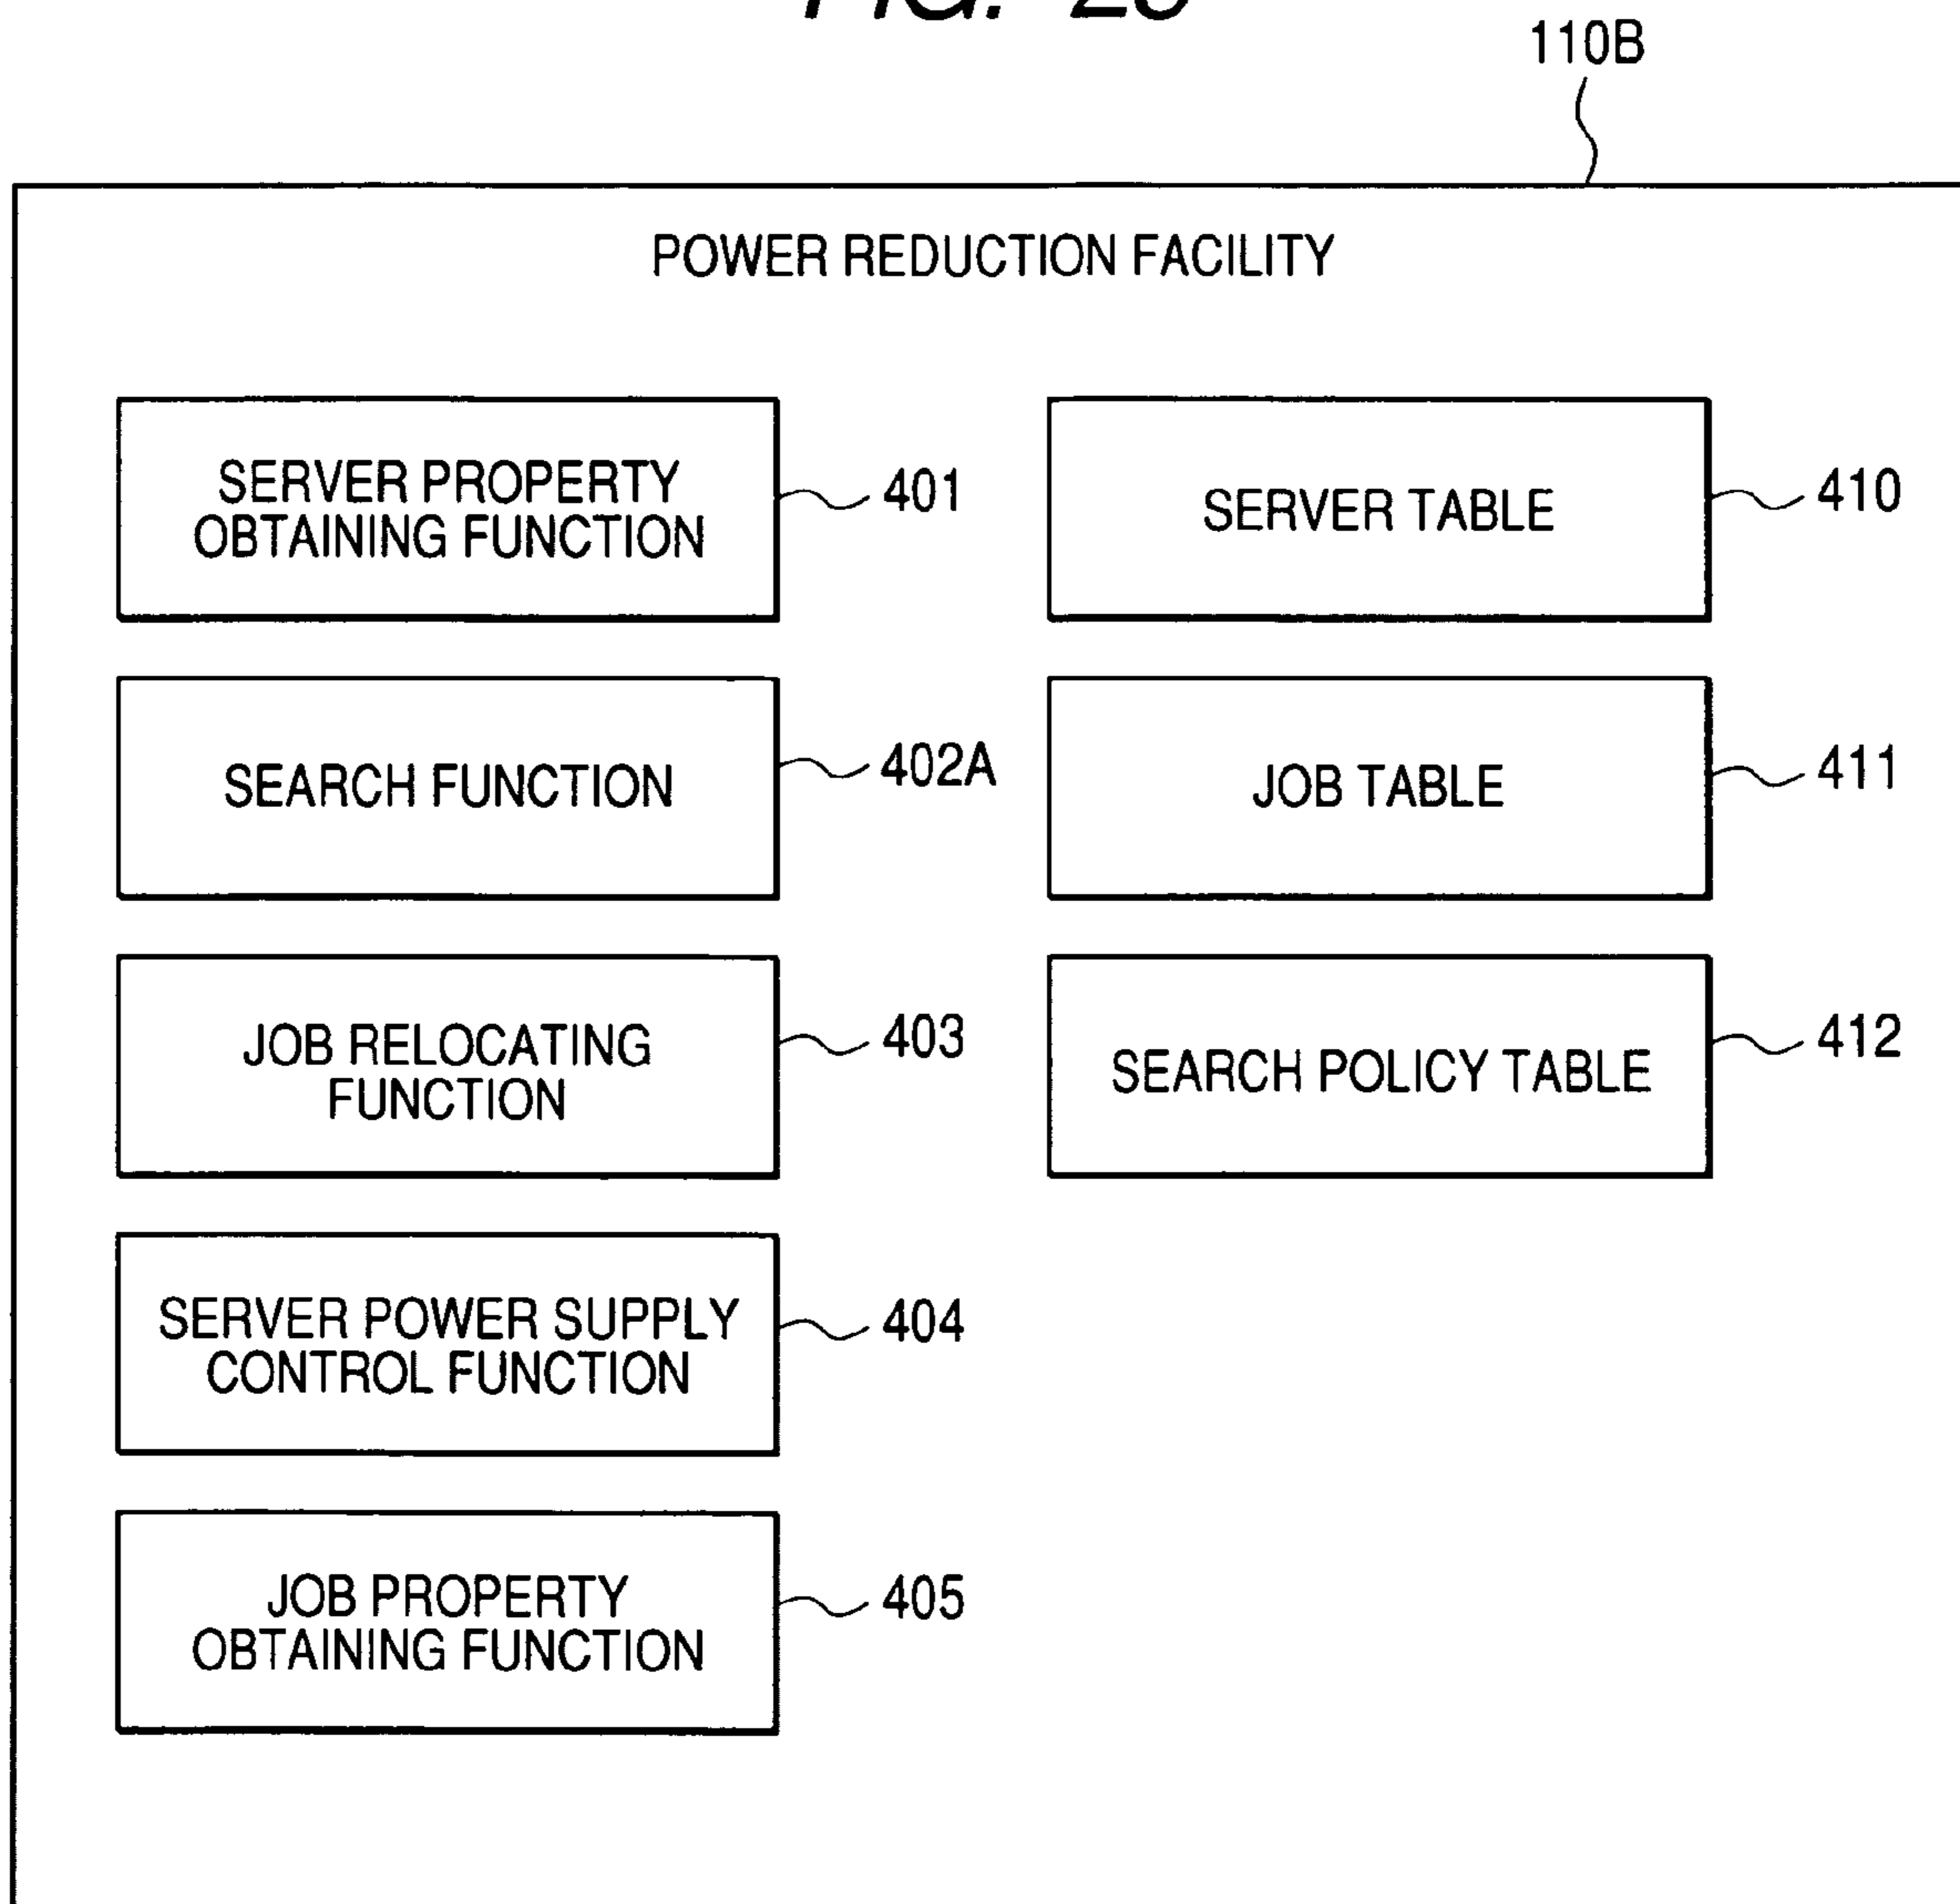 FIG.
110B
POWER REDUCTION FACILITY
SERVER PROPERTY
OBTAINING FUNCTION
401
SERVER TABLE
410
SEARCH FUNCTION
402A
JOB TABLE
411
JOB RELOCATING
FUNCTION
403
SEARCH POLICY TABLE
412
SERVER POWER SUPPLY
CONTROL FUNCTION
404
JOB PROPERTY
OBTAINING FUNCTION
405